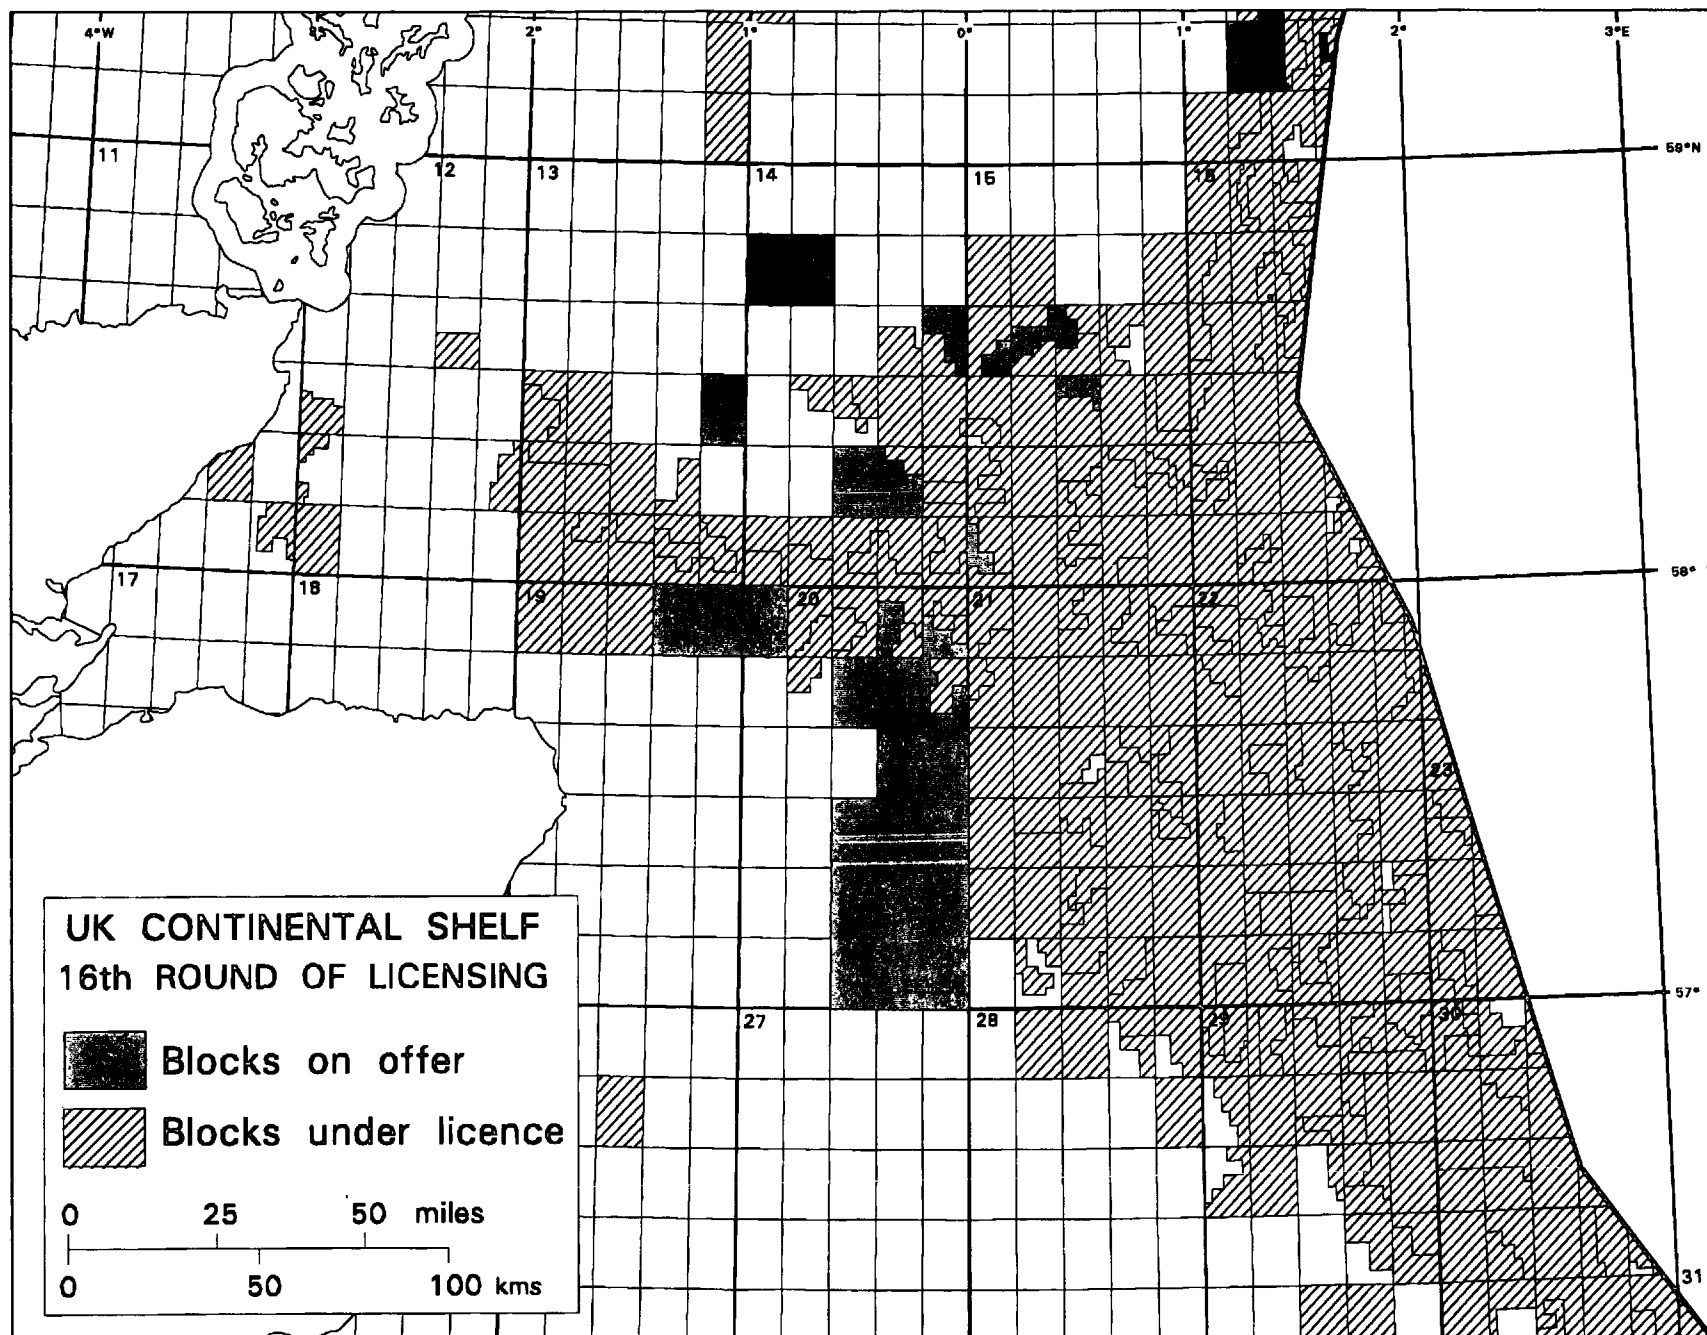 4°W 2° 1° 0° 1° 2° 3°E
11 12 13 14 15 16 59°N
17 18 19 20 21 22 58°
23
UK CONTINENTAL SHELF
16th ROUND OF LICENSING
Blocks on offer
Blocks under licence
0 25 50 miles
0 50 100 kms
27 28 29 30 57°
31